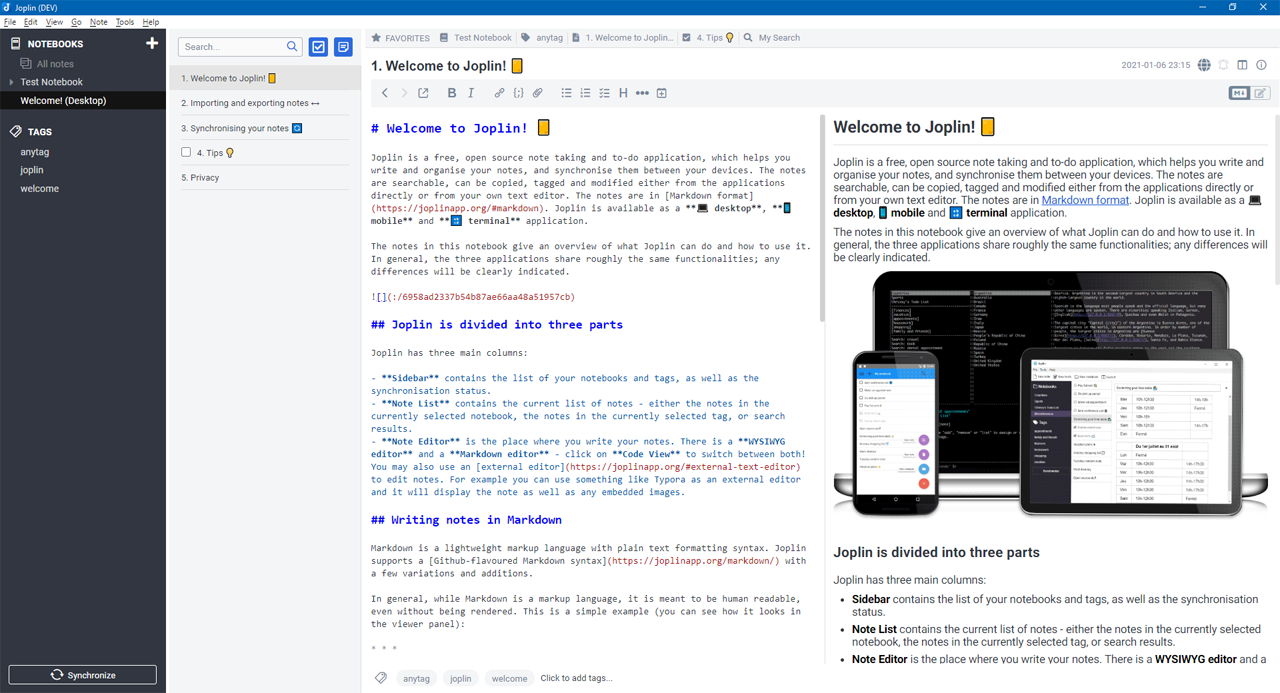 Joplin (DEV)
File Edit View Go Note Tools Help
NOTEBOOKS
All notes
Test Notebook
Welcome! (Desktop)
TAGS
anytag
joplin
welcome
Synchronize
Search...
1. Welcome to Joplin!
2. Importing and exporting notes ↔
3. Synchronising your notes
4. Tips
5. Privacy
FAVORITES Test Notebook anytag 1. Welcome to Joplin... 4. Tips My Search
1. Welcome to Joplin!
2021-01-06 23:15
B I H
M↓
# Welcome to Joplin!
Joplin is a free, open source note taking and to-do application, which helps you
write and organise your notes, and synchronise them between your devices. The notes
are searchable, can be copied, tagged and modified either from the applications
directly or from your own text editor. The notes are in [Markdown format]
(https://joplinapp.org/#markdown). Joplin is available as a **💻 desktop**, **📱
mobile** and **🔡 terminal** application.
The notes in this notebook give an overview of what Joplin can do and how to use it.
In general, the three applications share roughly the same functionalities; any
differences will be clearly indicated.
![](:/6958ad2337b54b87ae66aa48a51957cb)
## Joplin is divided into three parts
Joplin has three main columns:
- **Sidebar** contains the list of your notebooks and tags, as well as the
synchronisation status.
- **Note List** contains the current list of notes - either the notes in the
currently selected notebook, the notes in the currently selected tag, or search
results.
- **Note Editor** is the place where you write your notes. There is a **WYSIWYG
editor** and a **Markdown editor** - click on **Code View** to switch between both!
You may also use an [external editor](https://joplinapp.org/#external-text-editor)
to edit notes. For example you can use something like Typora as an external editor
and it will display the note as well as any embedded images.
## Writing notes in Markdown
Markdown is a lightweight markup language with plain text formatting syntax. Joplin
supports a [Github-flavoured Markdown syntax](https://joplinapp.org/markdown/) with
a few variations and additions.
In general, while Markdown is a markup language, it is meant to be human readable,
even without being rendered. This is a simple example (you can see how it looks in
the viewer panel):
* * *
anytag joplin welcome Click to add tags...
Welcome to Joplin!
Joplin is a free, open source note taking and to-do application, which helps you write and
organise your notes, and synchronise them between your devices. The notes are
searchable, can be copied, tagged and modified either from the applications directly or
from your own text editor. The notes are in Markdown format. Joplin is available as a 💻
desktop, 📱 mobile and 🔡 terminal application.
The notes in this notebook give an overview of what Joplin can do and how to use it. In
general, the three applications share roughly the same functionalities; any differences will
be clearly indicated.
Joplin is divided into three parts
Joplin has three main columns:
• Sidebar contains the list of your notebooks and tags, as well as the synchronisation
status.
• Note List contains the current list of notes - either the notes in the currently selected
notebook, the notes in the currently selected tag, or search results.
• Note Editor is the place where you write your notes. There is a WYSIWYG editor and a